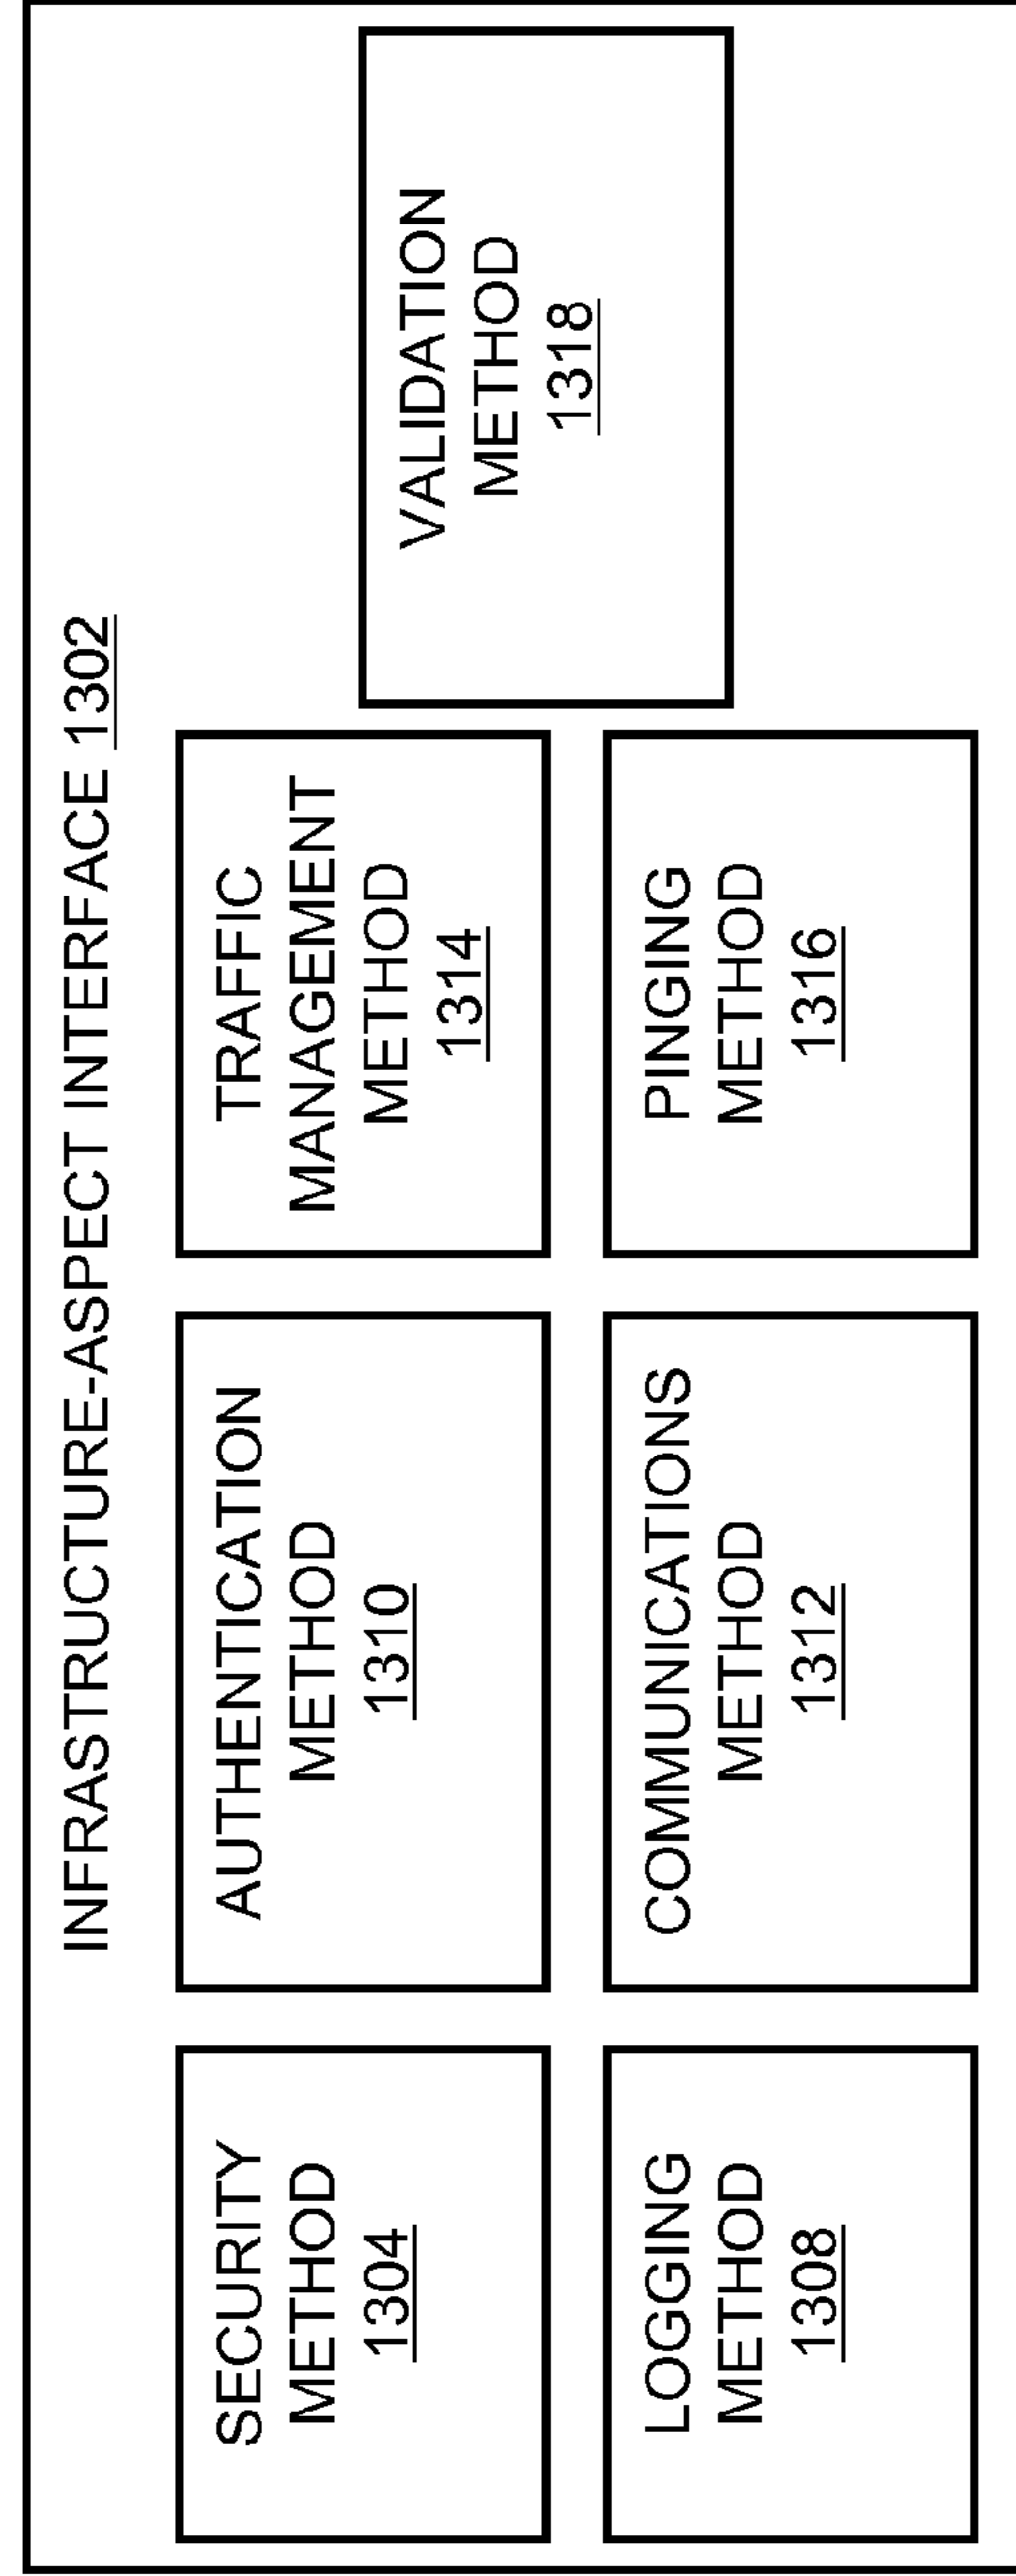 INFRASTRUCTURE-ASPECT INTERFACE 1302
SECURITY
METHOD
1304
AUTHENTICATION
METHOD
1310
TRAFFIC
MANAGEMENT
METHOD
1314
VALIDATION
METHOD
1318
LOGGING
METHOD
1308
COMMUNICATIONS
METHOD
1312
PINGING
METHOD
1316